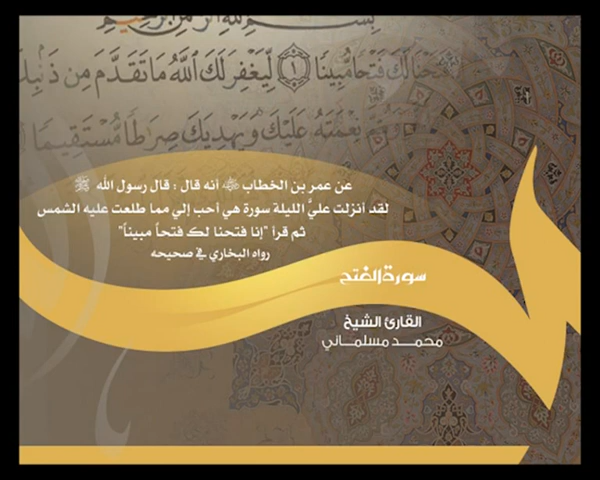 بسم الله الرحمن الرحيم
فتحنا لك فتحا مبينا ١ ليغفر لك الله ما تقدم من ذنبك
نعمته عليك ويهديك صراطا مستقيما
عن عمر بن الخطاب ﷺ أنه قال : قال رسول الله ﷺ
لقد أنزلت عليَّ الليلة سورة هي أحب إلي مما طلعت عليه الشمس
ثم قرأ "إنا فتحنا لك فتحاً مبيناً"
رواه البخاري في صحيحه
سورة الفتح
القارئ الشيخ
محمد مسلماني